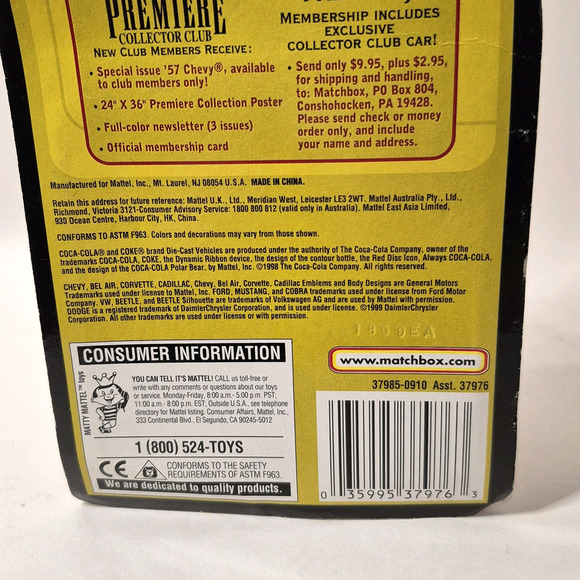 PREMIERE
COLLECTOR CLUB
NEW CLUB MEMBERS RECEIVE:
• Special issue '57 Chevy®, available
to club members only!
• 24" X 36" Premiere Collection Poster
• Full-color newsletter (3 issues)
• Official membership card
MEMBERSHIP INCLUDES
EXCLUSIVE
COLLECTOR CLUB CAR!
• Send only $9.95, plus $2.95,
for shipping and handling,
to: Matchbox, PO Box 804,
Conshohocken, PA 19428.
Please send check or money
order only, and include
your name and address.
Manufactured for Mattel, Inc., Mt. Laurel, NJ 08054 U.S.A. MADE IN CHINA.
Retain this address for future reference: Mattel U.K., Ltd., Meridian West, Leicester LE3 2WT. Mattel Australia Pty., Ltd.,
Richmond, Victoria 3121-Consumer Advisory Service: 1800 800 812 (valid only in Australia). Mattel East Asia Limited,
930 Ocean Centre, Harbour City, HK, China.
CONFORMS TO ASTM F963. Colors and decorations may vary from those shown.
COCA-COLA® and COKE® brand Die-Cast Vehicles are produced under the authority of The Coca-Cola Company, owner of the
trademarks COCA-COLA, COKE, the Dynamic Ribbon device, the design of the contour bottle, the Red Disc Icon, Always COCA-COLA,
and the design of the COCA-COLA Polar Bear, by Mattel, Inc. ©1998 The Coca-Cola Company. All rights reserved.
CHEVY, BEL AIR, CORVETTE, CADILLAC, Chevy, Bel Air, Corvette, Cadillac Emblems and Body Designs are General Motors
Trademarks used under license to Mattel, Inc. FORD, MUSTANG, and COBRA trademarks used under license from Ford Motor
Company. VW, BEETLE, and BEETLE Silhouette are trademarks of Volkswagen AG and are used by Mattel with permission.
DODGE is a registered trademark of DaimlerChrysler Corporation, and is used under license. ©1999 DaimlerChrysler
Corporation. All other trademarks are used under license or with permission.
1869EA
CONSUMER INFORMATION
MATTY MATTEL™ toys
YOU CAN TELL IT'S MATTEL! CALL us toll-free or
write with any comments or questions about our toys
or service. Monday-Friday, 8:00 am.- 5:00 p.m. PST;
11:00 a.m.- 8:00 p.m. EST; Outside U.S.A., see telephone
directory for Mattel listing. Consumer Affairs, Mattel, Inc.,
333 Continental Blvd., El Segundo, CA 90245-5012
1 (800) 524-TOYS
CE CONFORMS TO THE SAFETY
REQUIREMENTS OF ASTM F963.
We are dedicated to quality products.
www.matchbox.com
37985-0910 Asst. 37976
0 35995 37976 3